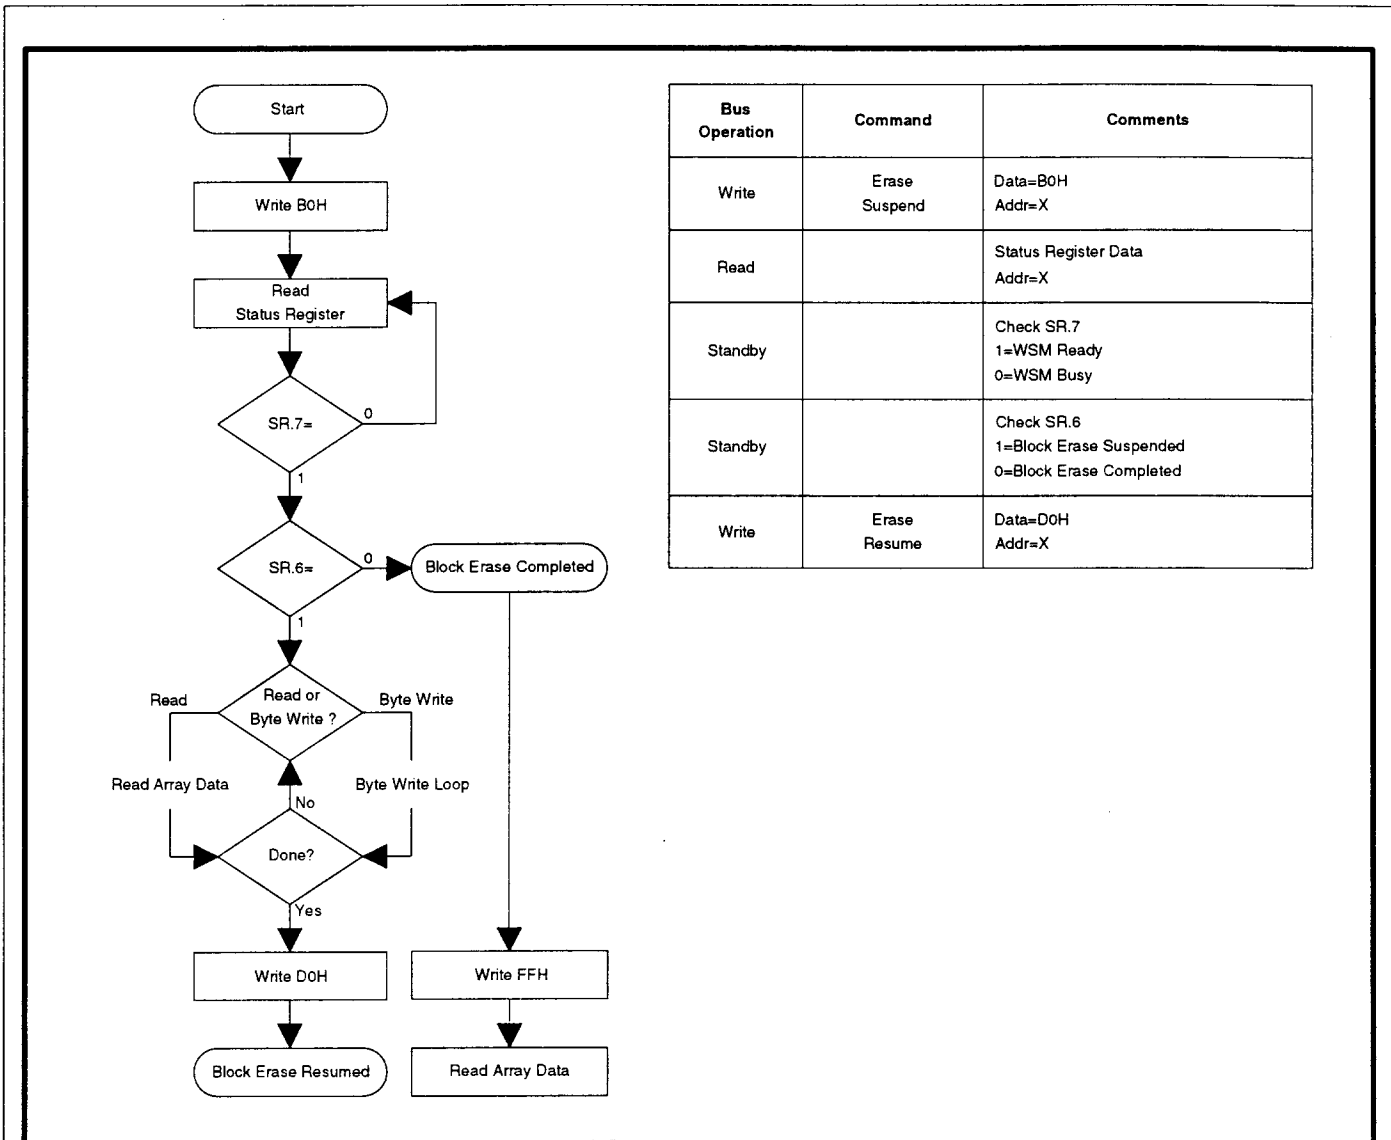 Start
Write B0H
Read
Status Register
SR.7=
0
1
SR.6=
0
Block Erase Completed
1
Read or
Byte Write ?
Read
Byte Write
Read Array Data
Byte Write Loop
No
Done?
Yes
Write D0H
Write FFH
Block Erase Resumed
Read Array Data
Bus
Operation
Command
Comments
Write
Erase
Suspend
Data=B0H
Addr=X
Read
Status Register Data
Addr=X
Standby
Check SR.7
1=WSM Ready
0=WSM Busy
Standby
Check SR.6
1=Block Erase Suspended
0=Block Erase Completed
Write
Erase
Resume
Data=D0H
Addr=X